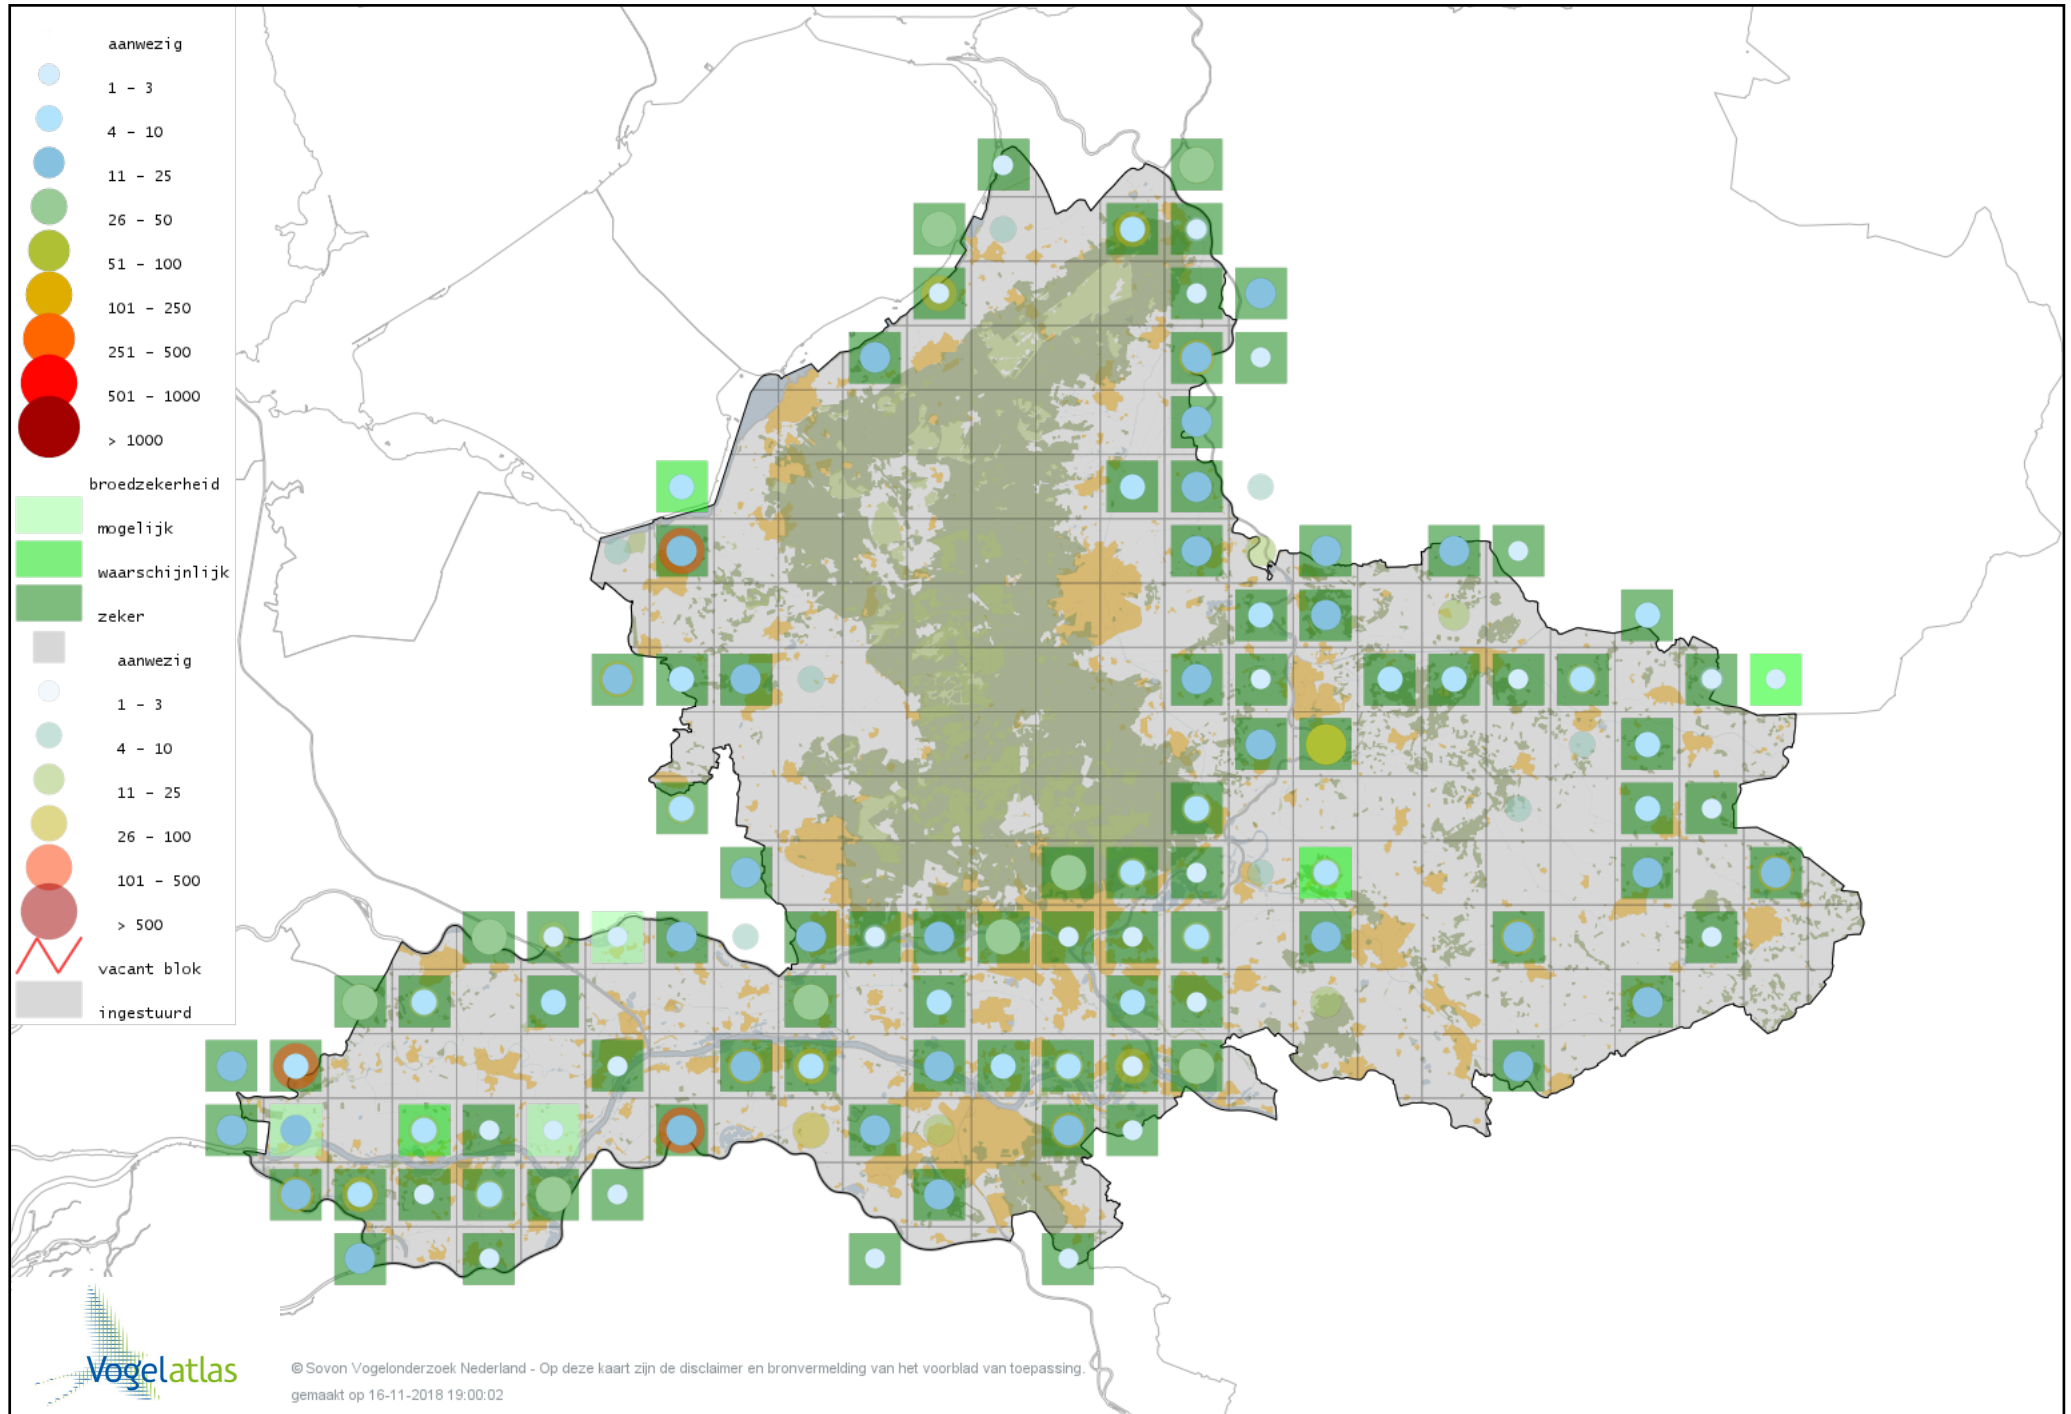 aanwezig
1 - 3
4 - 10
11 - 25
26 - 50
51 - 100
101 - 250
251 - 500
501 - 1000
> 1000
broedzekerheid
mogelijk
waarschijnlijk
zeker
aanwezig
1 - 3
4 - 10
11 - 25
26 - 100
101 - 500
> 500
vacant blok
ingestuurd
Vogelatlas
© Sovon Vogelonderzoek Nederland - Op deze kaart zijn de disclaimer en bronvermelding van het voorblad van toepassing.
gemaakt op 16-11-2018 19:00:02